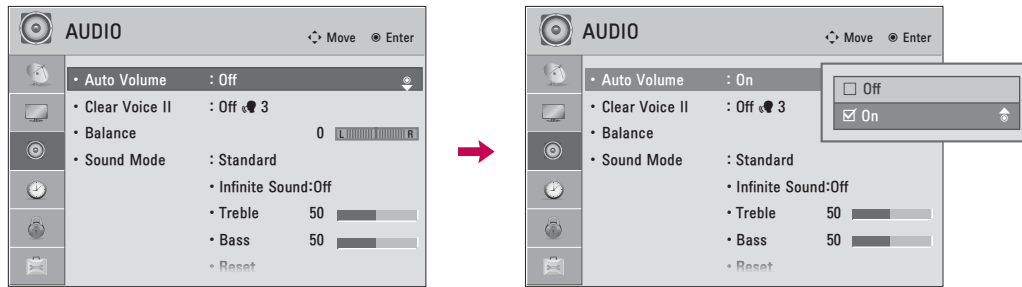 AUDIO
Move Enter
• Auto Volume : Off
• Clear Voice II : Off 3
• Balance 0 L R
• Sound Mode : Standard
• Infinite Sound:Off
• Treble 50
• Bass 50
• Reset
AUDIO
Move Enter
• Auto Volume : On
• Clear Voice II : Off 3
• Balance
• Sound Mode : Standard
• Infinite Sound:Off
• Treble 50
• Bass 50
• Reset
Off
On